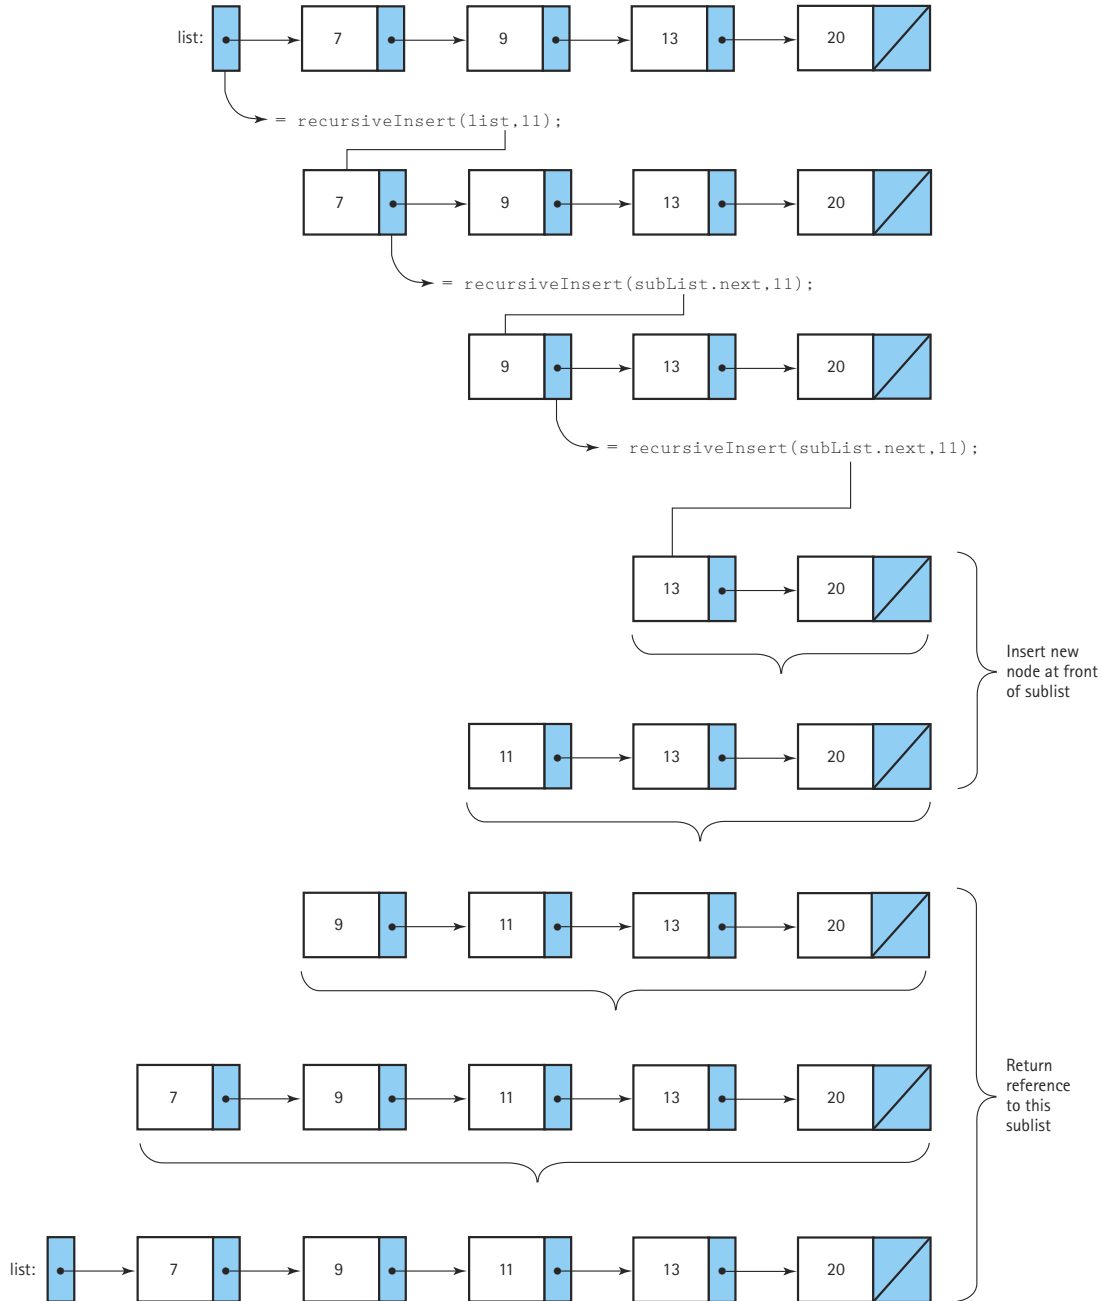 list: 7 9 13 20
= recursiveInsert(list,11);
7 9 13 20
= recursiveInsert(subList.next,11);
9 13 20
= recursiveInsert(subList.next,11);
13 20
Insert new
node at front
of sublist
11 13 20
9 11 13 20
7 9 11 13 20
Return
reference
to this
sublist
list: 7 9 11 13 20